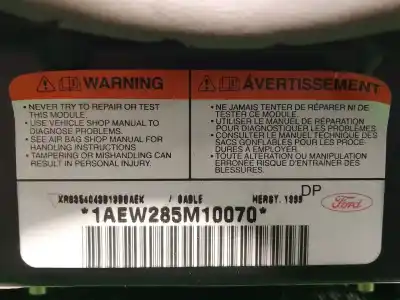 WARNING
• NEVER TRY TO REPAIR OR TEST
THIS MODULE.
• USE VEHICLE SHOP MANUAL TO
DIAGNOSE PROBLEMS.
• SEE AIR BAG SHOP MANUAL FOR
HANDLING INSTRUCTIONS.
• TAMPERING OR MISHANDLING CAN
RESULT IN PERSONAL INJURY.
AVERTISSEMENT
• NE JAMAIS TENTER DE RÉPARER NI DE
TESTER CE MODULE.
• UTILISER LE MANUEL DE RÉPARATION
POUR DIAGNOSTIQUER LES PROBLÈMES.
• CONSULTER LE MANUEL TECHNIQUE DES
SACS GONFLABLES POUR LES PROCÉ-
DURES D'EMPLOYER.
• TOUTE ALTÉRATION OU MANIPULATION
ERRONÉE RISQUE D'ENTRAÎNER DES
BLESSURES.
/ SABLE
1999
DP
*1AEW285M10070*
Ford